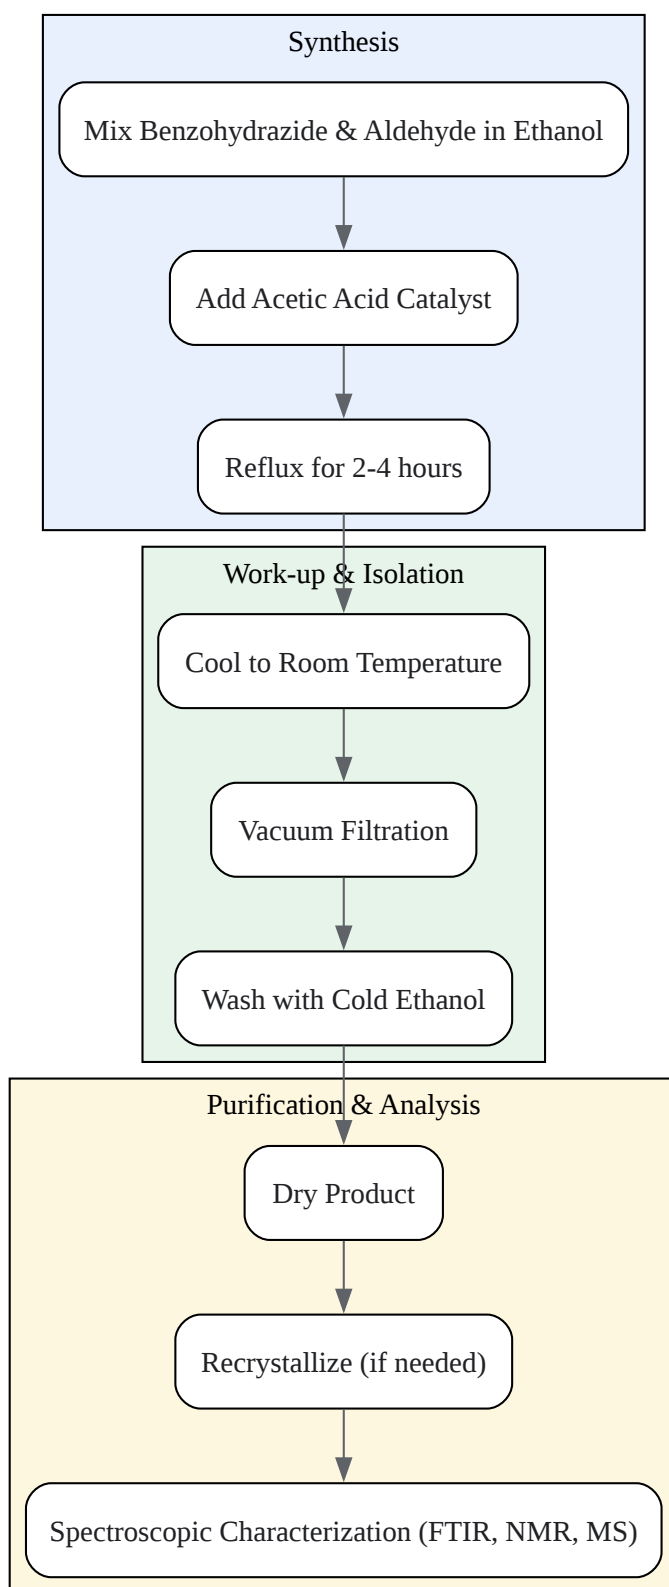 Synthesis
Mix Benzohydrazide & Aldehyde in Ethanol
Add Acetic Acid Catalyst
Reflux for 2-4 hours
Work-up & Isolation
Cool to Room Temperature
Vacuum Filtration
Wash with Cold Ethanol
Purification & Analysis
Dry Product
Recrystallize (if needed)
Spectroscopic Characterization (FTIR, NMR, MS)